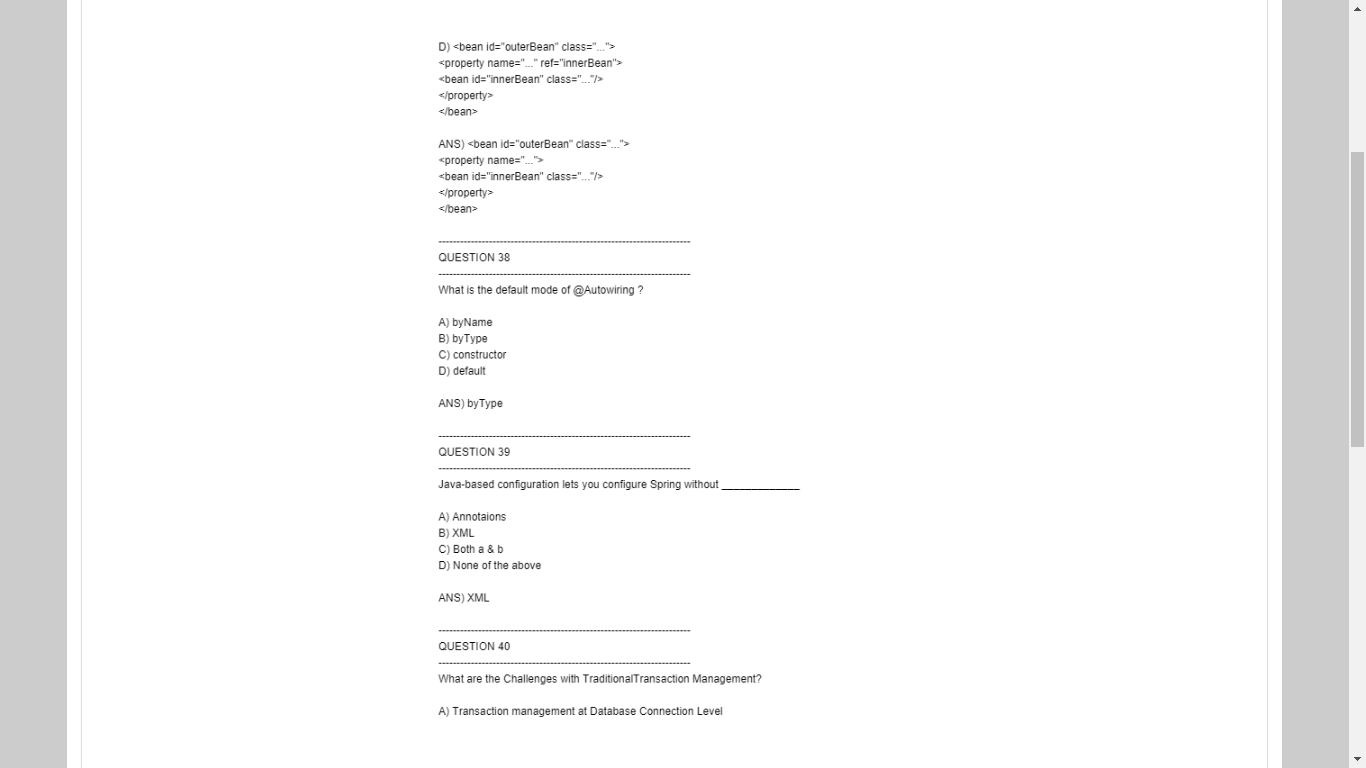 D) <bean id="outerBean" class="...">
<property name="..." ref="innerBean">
<bean id="innerBean" class="..."/>
</property>
</bean>
ANS) <bean id="outerBean" class="...">
<property name="...">
<bean id="innerBean" class="..."/>
</property>
</bean>
----------------------------------------------------------------------
QUESTION 38
----------------------------------------------------------------------
What is the default mode of @Autowiring ?
A) byName
B) byType
C) constructor
D) default
ANS) byType
----------------------------------------------------------------------
QUESTION 39
----------------------------------------------------------------------
Java-based configuration lets you configure Spring without _____________
A) Annotaions
B) XML
C) Both a & b
D) None of the above
ANS) XML
----------------------------------------------------------------------
QUESTION 40
----------------------------------------------------------------------
What are the Challenges with TraditionalTransaction Management?
A) Transaction management at Database Connection Level